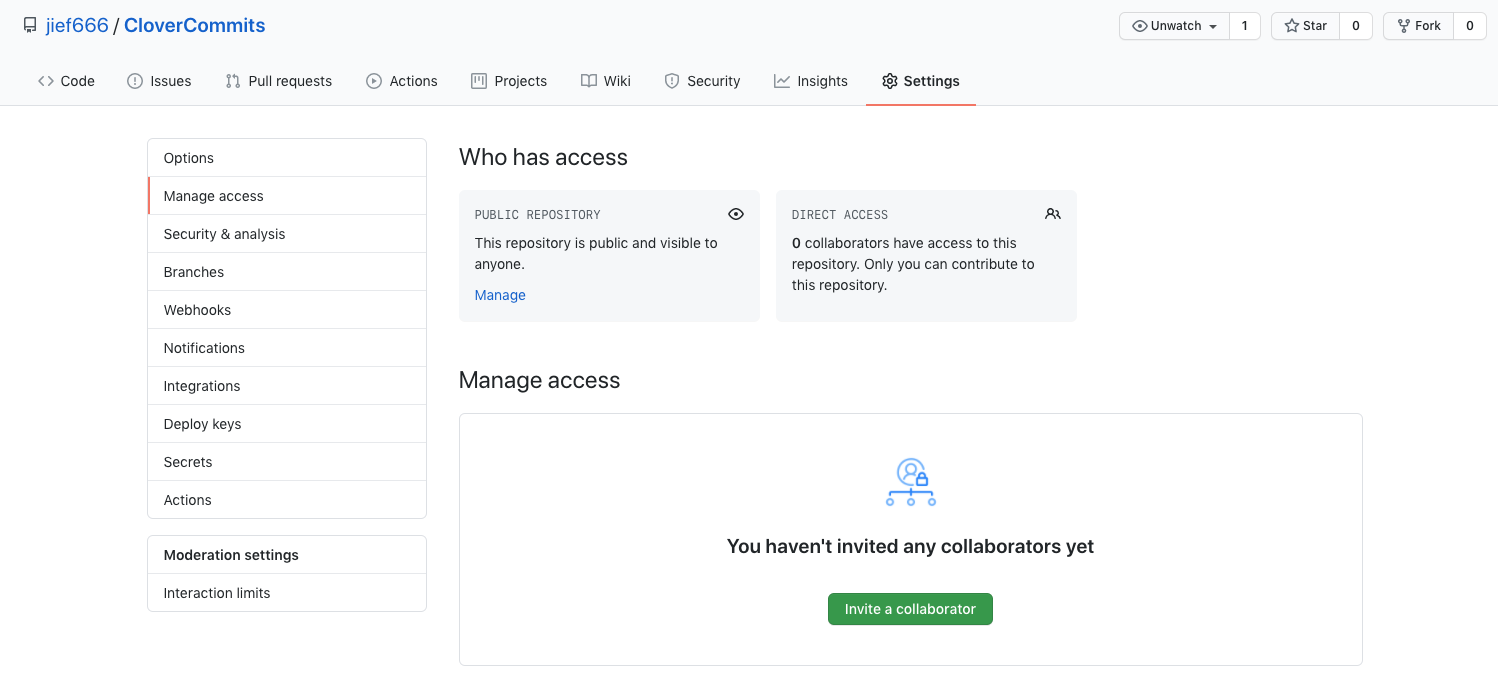 jief666 / CloverCommits
Unwatch 1 Star 0 Fork 0
Code Issues Pull requests Actions Projects Wiki Security Insights Settings
Options
Manage access
Security & analysis
Branches
Webhooks
Notifications
Integrations
Deploy keys
Secrets
Actions
Moderation settings
Interaction limits
Who has access
PUBLIC REPOSITORY
This repository is public and visible to
anyone.
Manage
DIRECT ACCESS
0 collaborators have access to this
repository. Only you can contribute to
this repository.
Manage access
You haven't invited any collaborators yet
Invite a collaborator